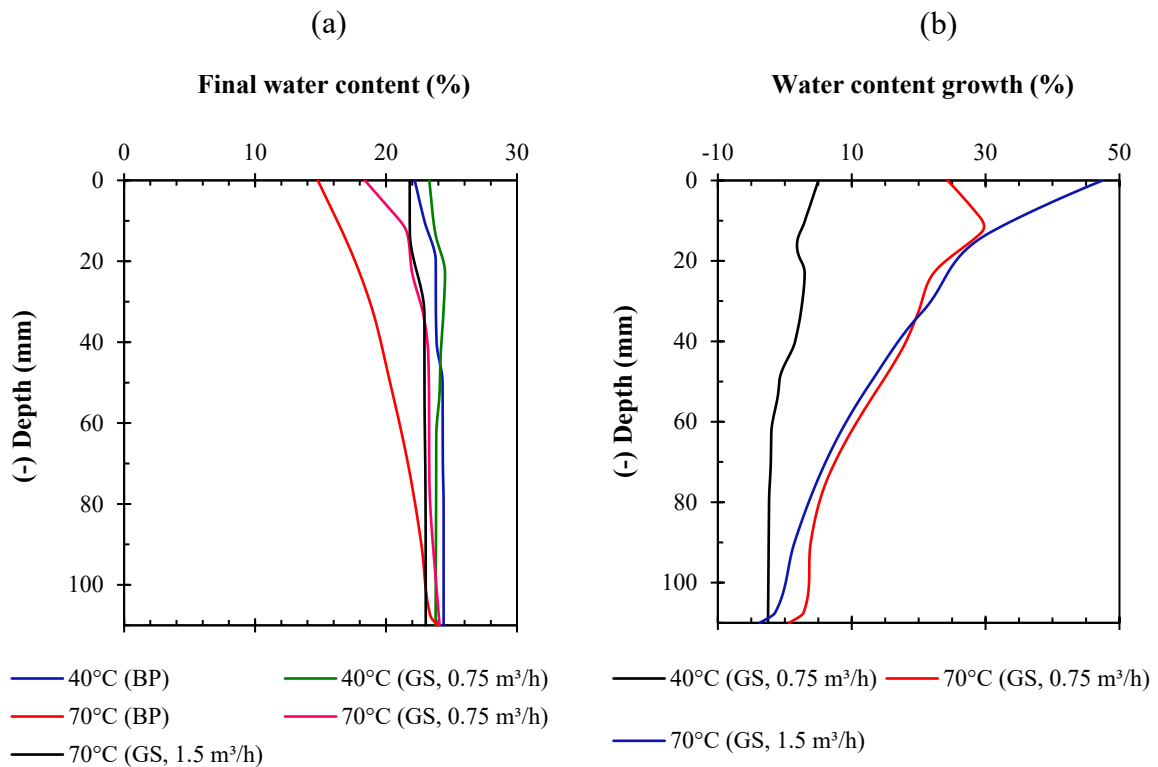 (a)
Final water content (%)
0 10 20 30
0
20
40
60
80
100
(-) Depth (mm)
40°C (BP)
40°C (GS, 0.75 m³/h)
70°C (BP)
70°C (GS, 0.75 m³/h)
70°C (GS, 1.5 m³/h)
(b)
Water content growth (%)
-10 10 30 50
0
20
40
60
80
100
(-) Depth (mm)
40°C (GS, 0.75 m³/h)
70°C (GS, 0.75 m³/h)
70°C (GS, 1.5 m³/h)